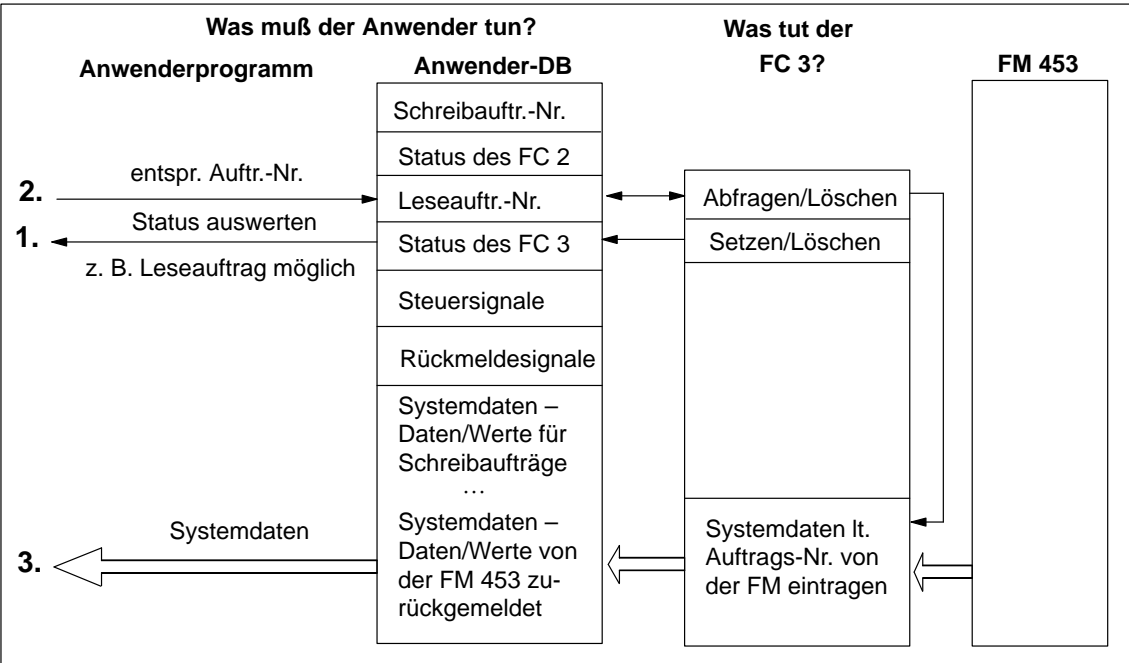 Was muß der Anwender tun?
Was tut der
FC 3?
Anwenderprogramm
Anwender-DB
FM 453
Schreibauftr.-Nr.
Status des FC 2
entspr. Auftr.-Nr.
2.
Leseauftr.-Nr.
Abfragen/Löschen
Status auswerten
1.
Status des FC 3
Setzen/Löschen
z. B. Leseauftrag möglich
Steuersignale
Rückmeldesignale
Systemdaten –
Daten/Werte für
Schreibaufträge
…
Systemdaten
3.
Systemdaten –
Daten/Werte von
der FM 453 zu-
rückgemeldet
Systemdaten lt.
Auftrags-Nr. von
der FM eintragen